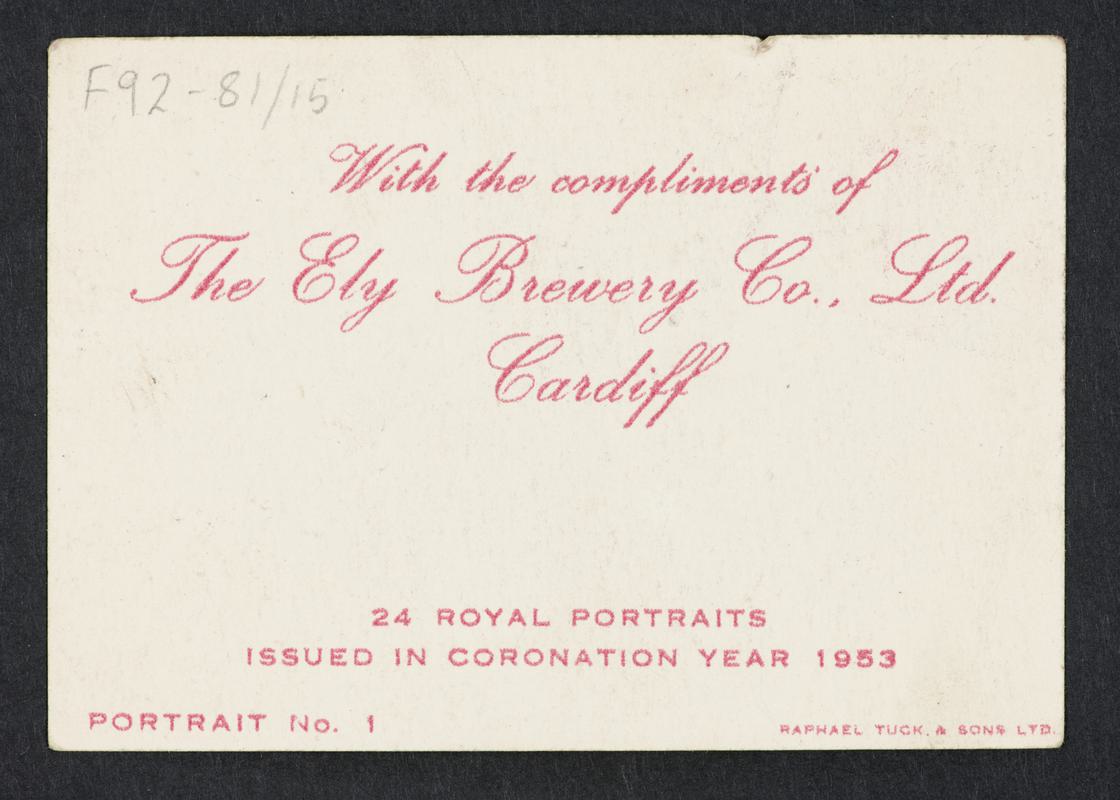 F92-81/15
With the compliments of
The Ely Brewery Co., Ltd.
Cardiff
24 ROYAL PORTRAITS
ISSUED IN CORONATION YEAR 1953
PORTRAIT No. 1
RAPHAEL TUCK & SONS LTD.